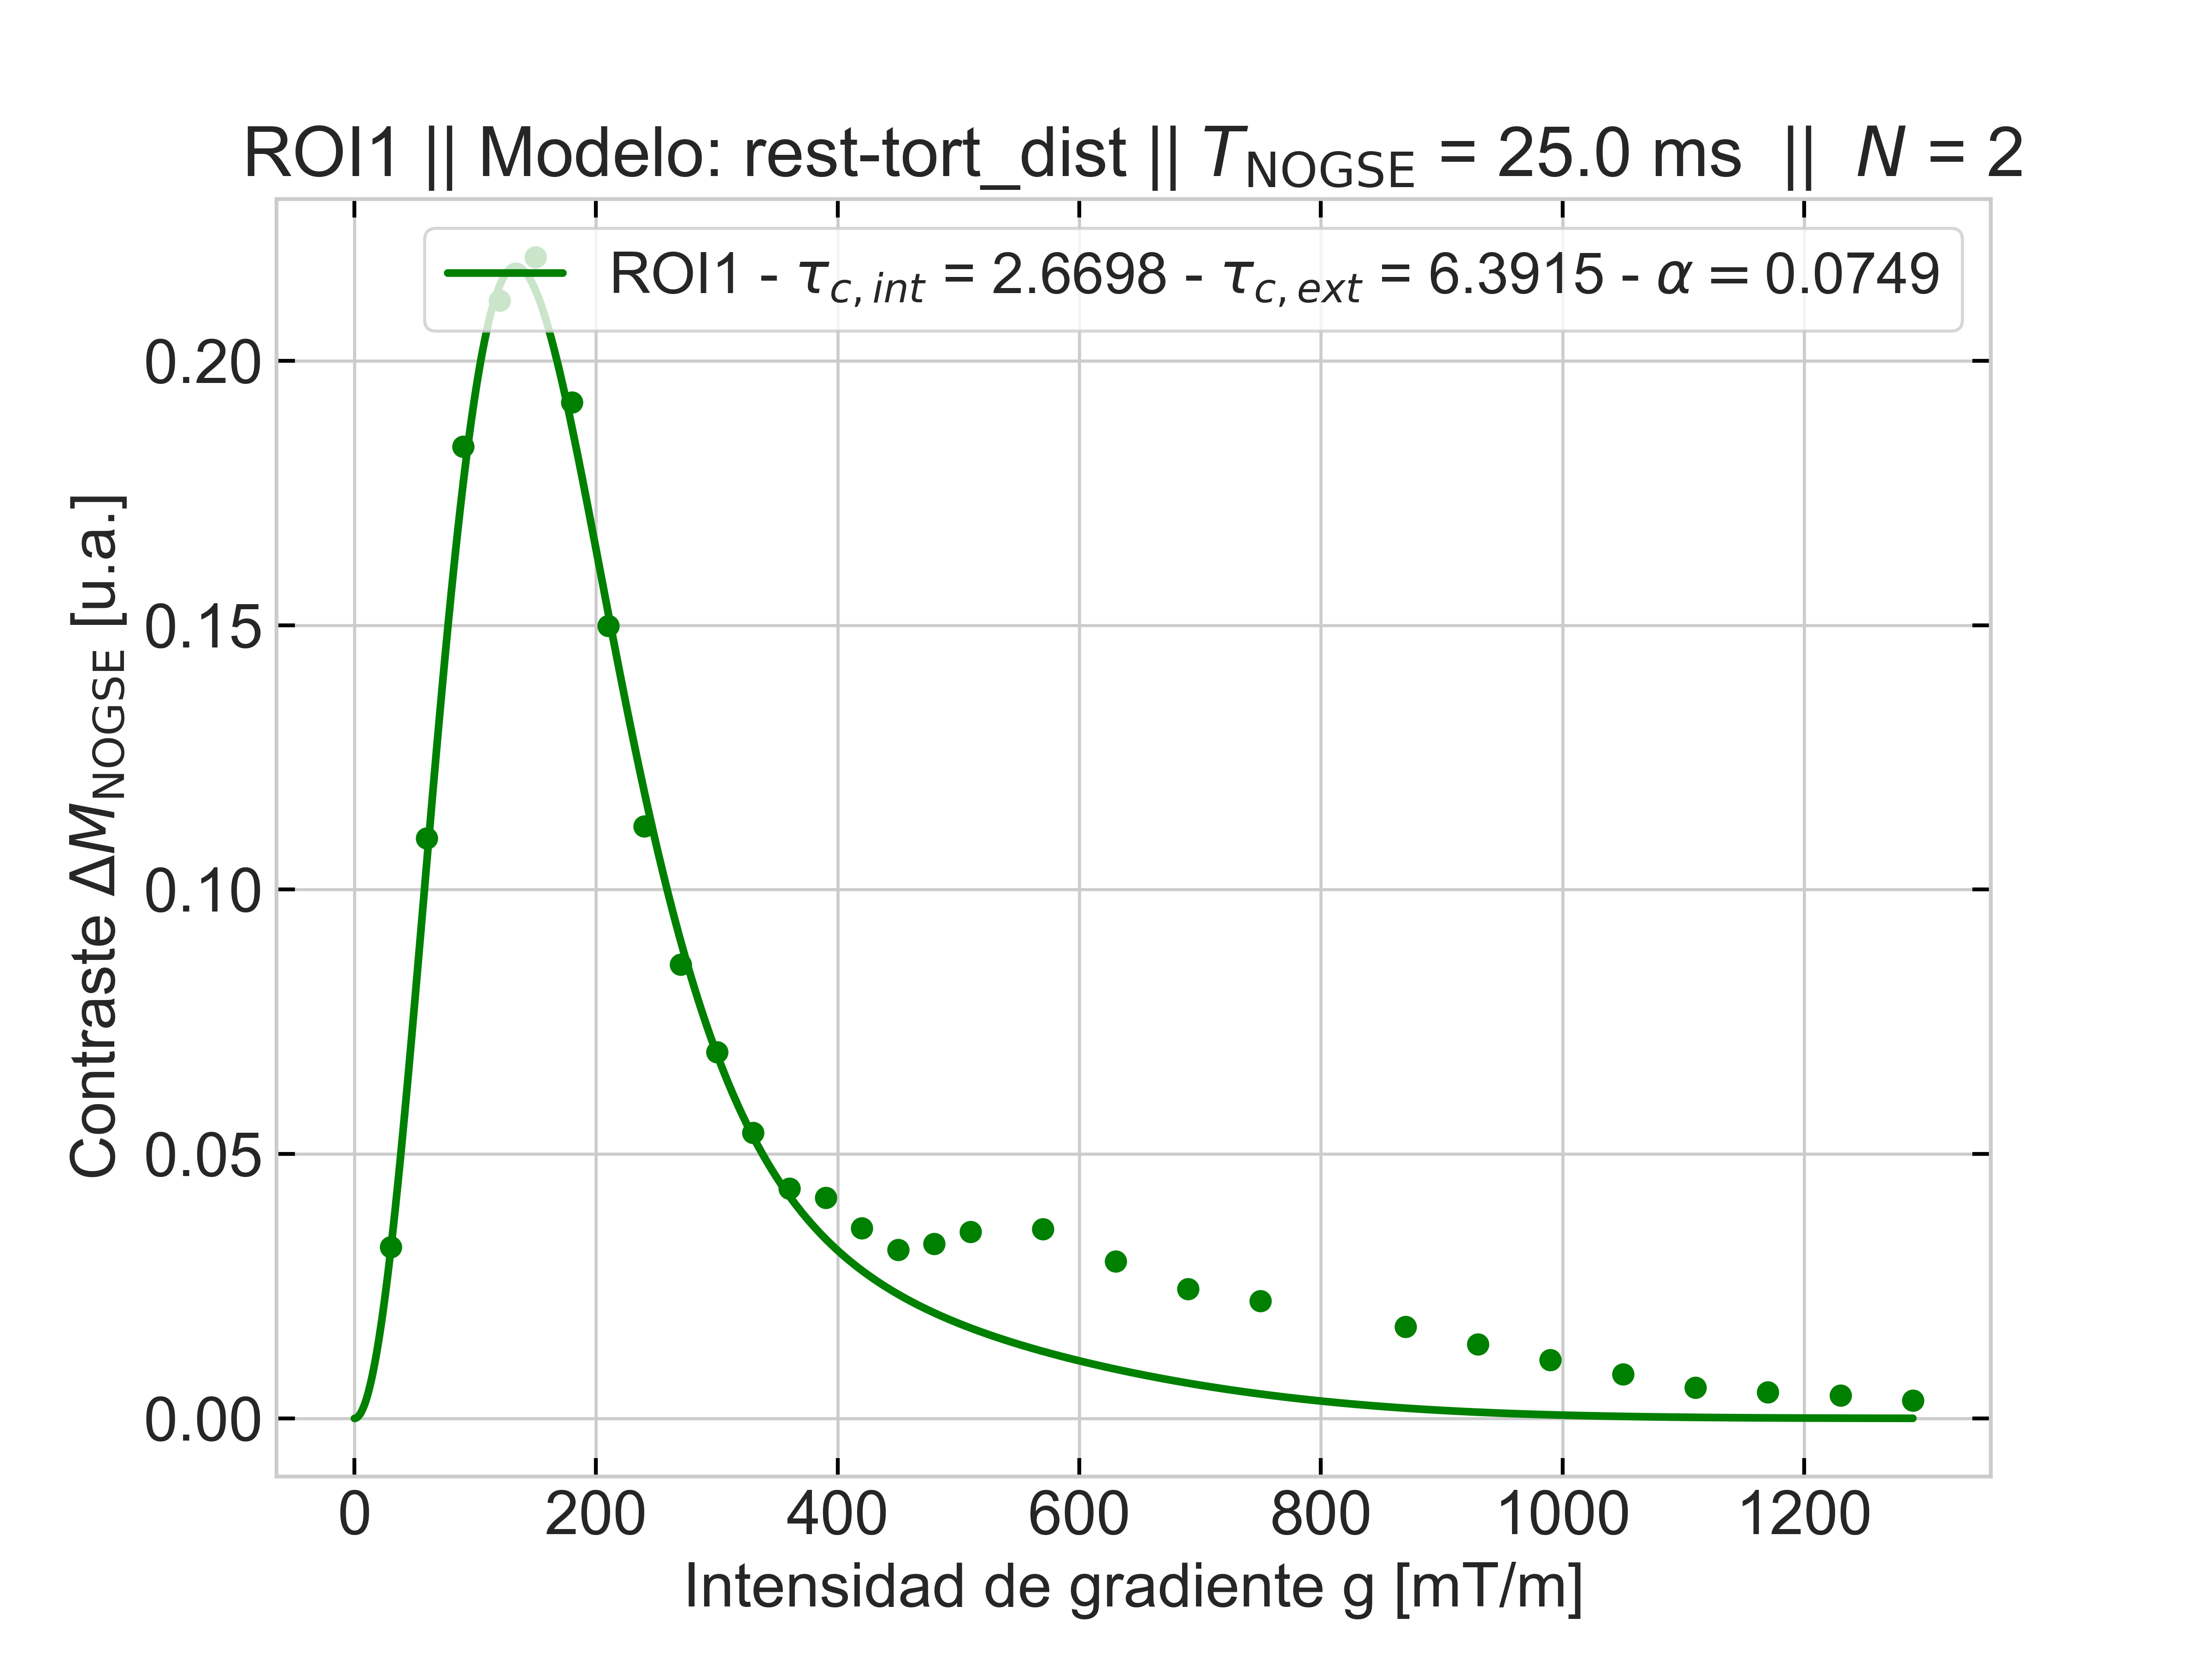 ROI1 || Modelo: rest-tort_dist || T_NOGSE = 25.0 ms || N = 2
ROI1 - τ_c,int = 2.6698 - τ_c,ext = 6.3915 - α = 0.0749
Contraste ΔM_NOGSE [u.a.]
0.20
0.15
0.10
0.05
0.00
0 200 400 600 800 1000 1200
Intensidad de gradiente g [mT/m]